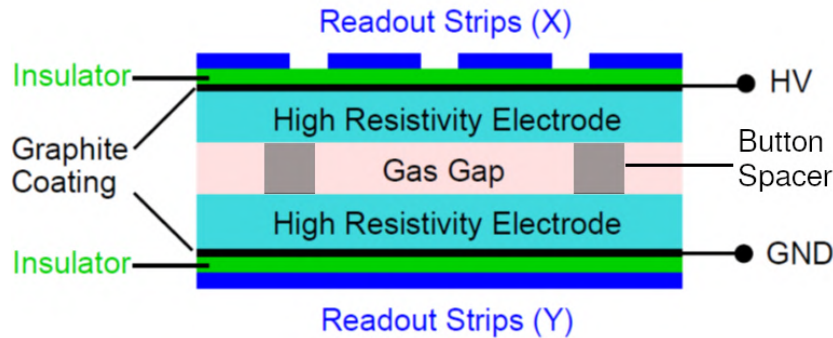 Readout Strips (X)
Insulator
HV
High Resistivity Electrode
Graphite
Coating
Gas Gap
Button
Spacer
High Resistivity Electrode
GND
Insulator
Readout Strips (Y)